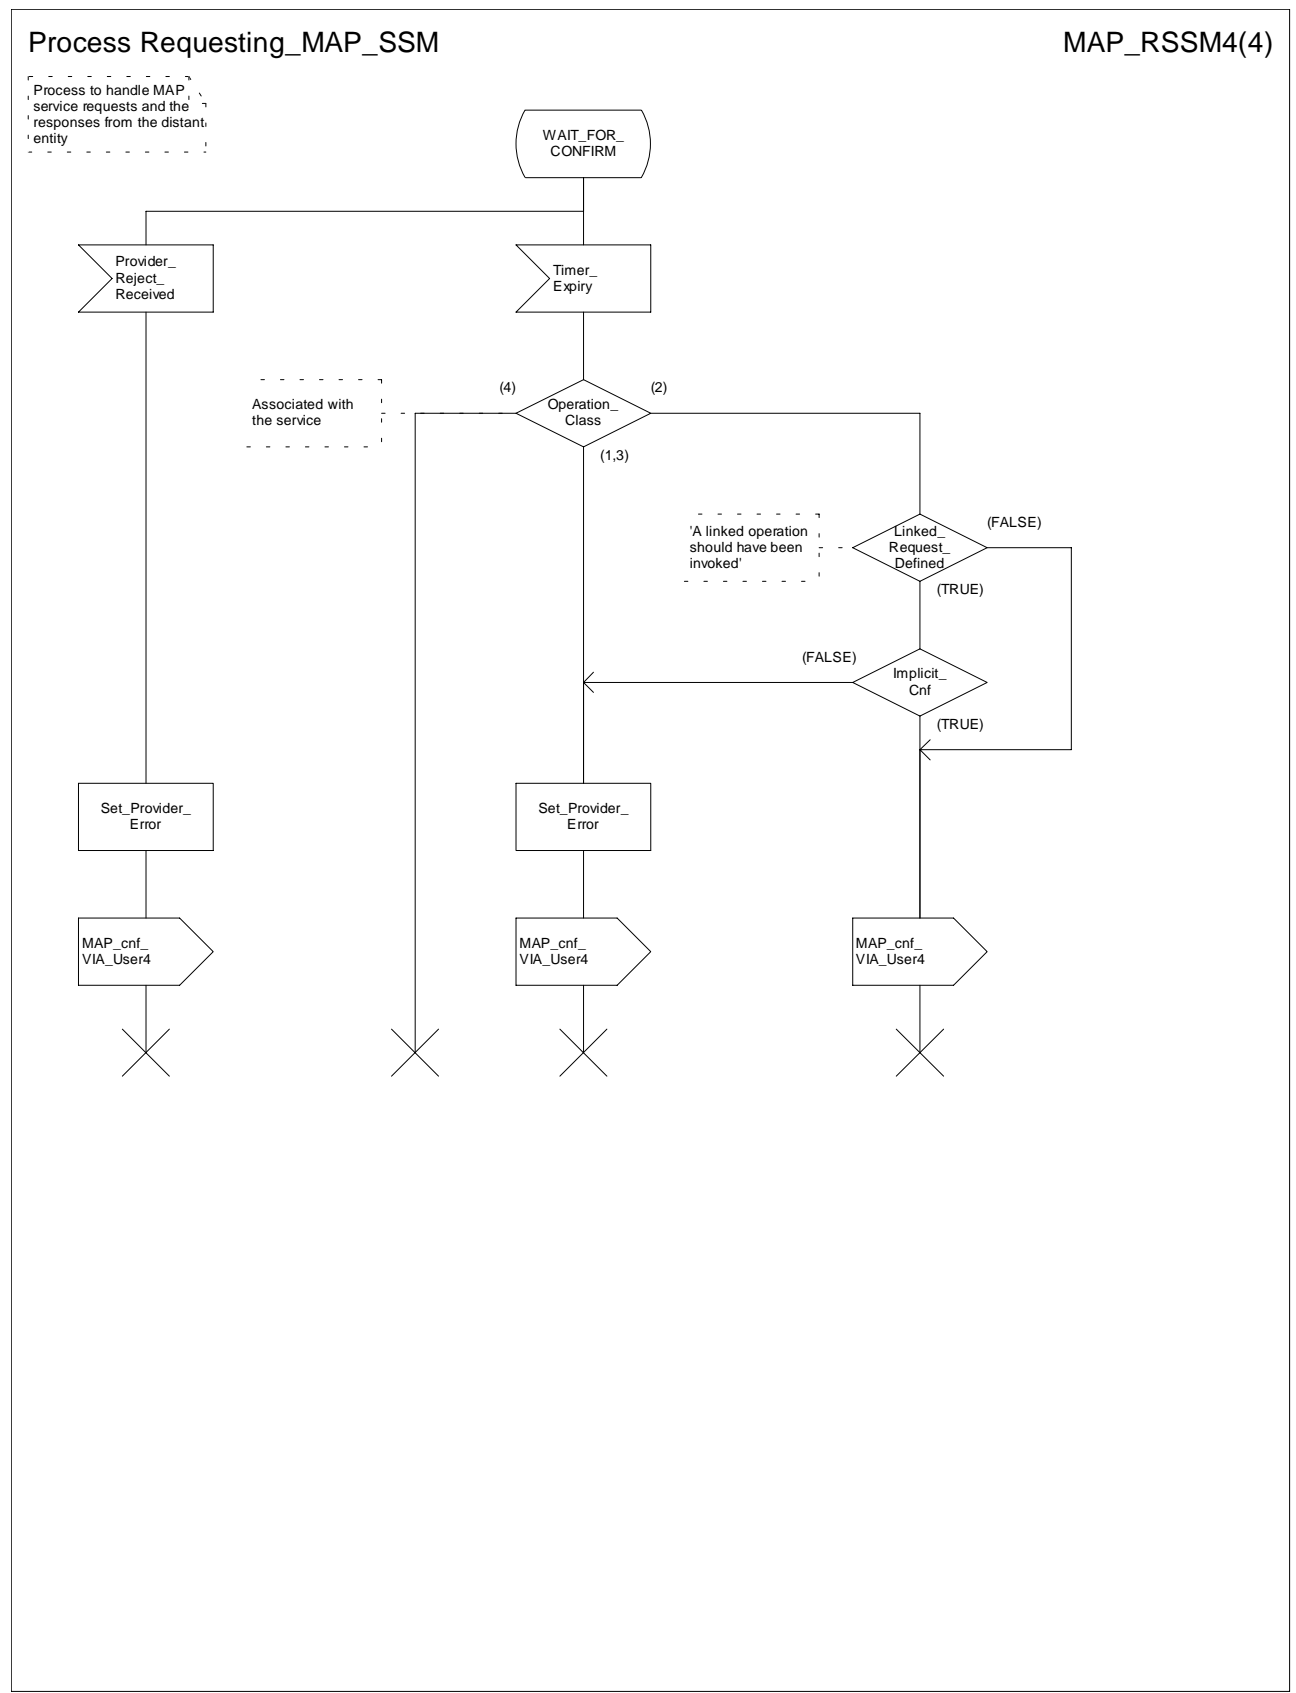 Process Requesting_MAP_SSM
MAP_RSSM4(4)
Process to handle MAP
service requests and the
responses from the distant
entity
WAIT_FOR_
CONFIRM
Provider_
Reject_
Received
Timer_
Expiry
Associated with
the service
(4)
Operation_
Class
(2)
(1,3)
'A linked operation
should have been
invoked'
Linked_
Request_
Defined
(FALSE)
(TRUE)
(FALSE)
Implicit_
Cnf
(TRUE)
Set_Provider_
Error
Set_Provider_
Error
MAP_cnf_
VIA_User4
MAP_cnf_
VIA_User4
MAP_cnf_
VIA_User4